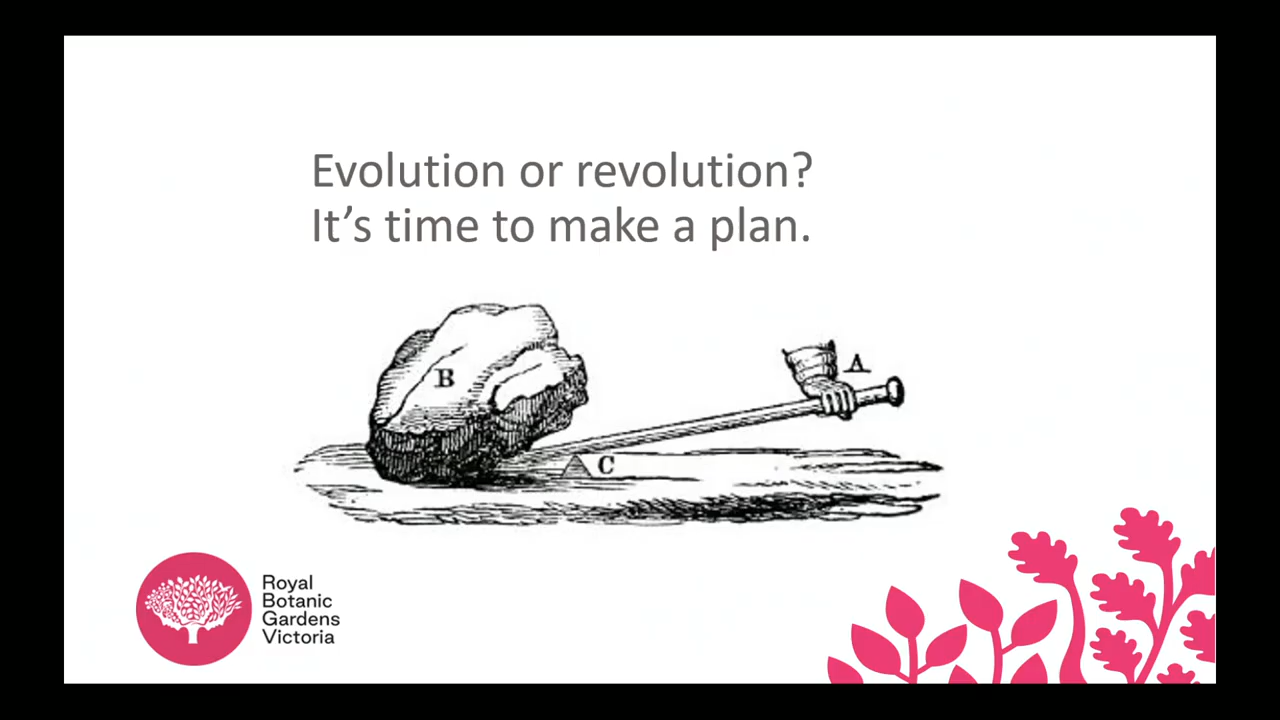 Evolution or revolution?
It's time to make a plan.
B
A
C
Royal
Botanic
Gardens
Victoria